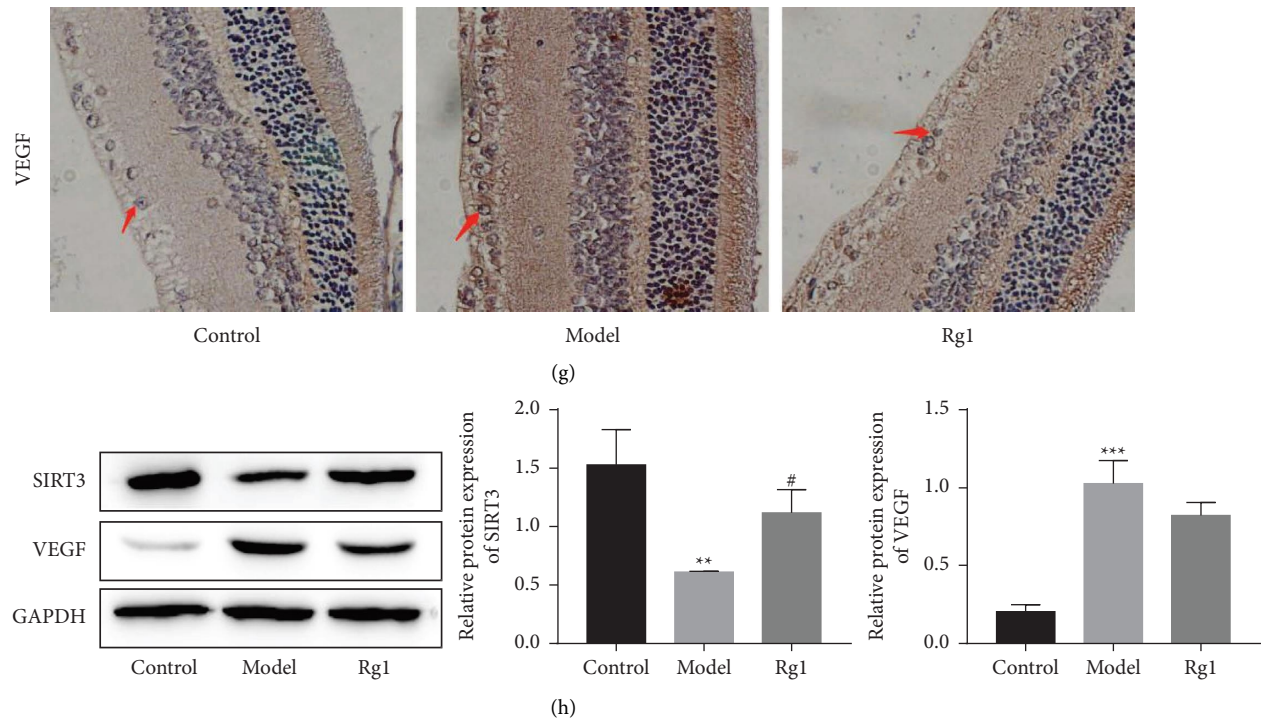 VEGF
Control
Model
Rg1
(g)
SIRT3
VEGF
GAPDH
Control
Model
Rg1
Relative protein expression
of SIRT3
2.0
1.5
1.0
0.5
0.0
**
#
Control
Model
Rg1
Relative protein expression
of VEGF
1.5
1.0
0.5
0.0
***
Control
Model
Rg1
(h)